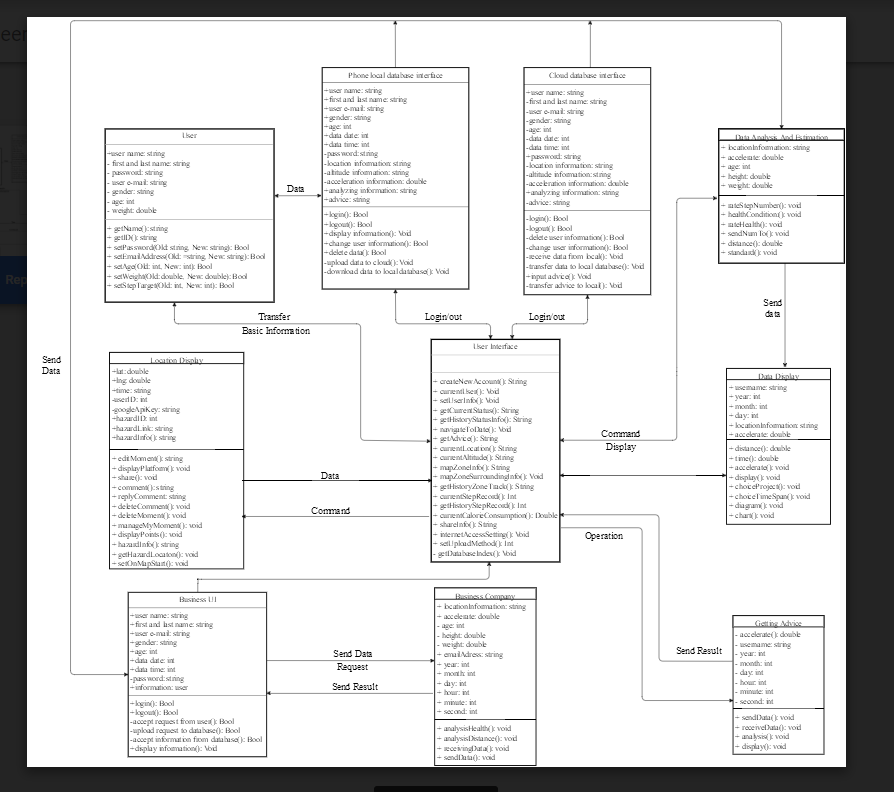 eer
Rep
Phone local database interface
+user name: string
+first and last name: string
+user e-mail: string
+gender: string
+age: int
+data date: int
+data time: int
-password:string
-location information: string
-altitude information: string
-acceleration information: double
+analyzing information: string
+advice: string
+login(): Bool
+logout(): Bool
+display information(): Void
+change user information(): Bool
+delete data(): Bool
-upload data to cloud(): Void
-download data to local database(): Void
Cloud database interface
+user name: string
-first and last name: string
-user e-mail: string
-gender: string
-age: int
-data date: int
-data time: int
+password: string
-location information: string
-altitude information: string
-acceleration information: double
+analyzing information: string
-advice: string
-login(): Bool
-logout(): Bool
-delete user information(): Bool
-change user information(): Bool
-receive data from local(): Void
-transfer data to local database(): Void
+input advice(): Void
-transfer advice to local(): Void
User
+user name: string
- first and last name: string
- password: string
- user e-mail: string
- gender: string
- age: int
- weight: double
+ getName(): string
+ getID(): string
+ setPassword(Old: string, New: string): Bool
+ setEmailAddress(Old: =string, New: string): Bool
+ setAge(Old: int, New: int): Bool
+ setWeight(Old: double, New: double): Bool
+ setStepTarget(Old: int, New: int): Bool
Data
Data Analysis And Estimation
+ locationInformation: string
+ accelerate: double
+ age: int
+ height: double
+ weight: double
+ rateStepNumber(): void
+ healthCondition(): void
+ rateHealth(): void
+ sendNumTo(): void
+ distance(): double
+ standard(): void
Send
data
Transfer
Basic Information
Login/out
Login/out
Send
Data
Location Display
+lat: double
+lng: double
+time: string
-userID: int
-googleApiKey: string
+hazardID: int
+hazardLink: string
+hazardInfo(): string
+ editMoment(): string
+ displayPlatform(): void
+ share(): void
+ comment(): string
+ replyComment: string
+ deleteComment(): void
+ deleteMoment(): void
+ manageMyMoment(): void
+ displayPoints(): void
+ hazardInfo(): string
+ getHazardLocaton(): void
+ setOnMapStart(): void
Data
Command
User Interface
+ createNewAccount(): String
+ currentUser(): Void
+ setUserInfo(): Void
+ getCurrentStatus(): String
+ getHistoryStatusInfo(): String
+ navigateToDate(): Void
+ getAdvice(): String
+ currentLocation(): String
+ currentAltitude(): String
+ mapZoneInfo(): String
+ mapZoneSurroundingInfo(): Void
+ getHistoryZoneTrack(): String
+ currentStepRecord(): Int
+ getHistoryStepRecord(): Int
+ currentCalorieConsumption(): Double
+ shareInfo(): String
+ internetAccessSetting(): Void
+ setUploadMethod(): Int
- getDatabaseIndex(): Void
Command
Display
Data Display
+ username: string
+ year: int
+ month: int
+ day: int
+ locationInformation: string
+ accelerate: double
+ distance(): double
+ time(): double
+ accelerate(): void
+ display(): void
+ choiceProject(): void
+ choiceTimeSpan(): void
+ diagram(): void
+ chart(): void
Operation
Business UI
+user name: string
+first and last name: string
+user e-mail: string
+gender: string
+age: int
+data date: int
+data time: int
-password:string
+information: user
+login(): Bool
+logout(): Bool
-accept request from user(): Bool
-upload request to database(): Bool
-accept information from database(): Bool
+display information(): Void
Send Data
Request
Send Result
Business Company
+ locationInformation: string
+ accelerate: double
- age: int
- height: double
- weight: double
+ emailAdress: string
+ year: int
+ month: int
+ day: int
+ hour: int
+ minute: int
+ second: int
+ analysisHealth(): void
+ analysisDistance(): void
+ receivingData(): void
+ sendData(): void
Send Result
Getting Advice
- accelerate(): double
- username: string
- year: int
- month: int
- day: int
- hour: int
- minute: int
- second: int
+ sendData(): void
+ receiveData(): void
+ analysis(): void
+ display(): void